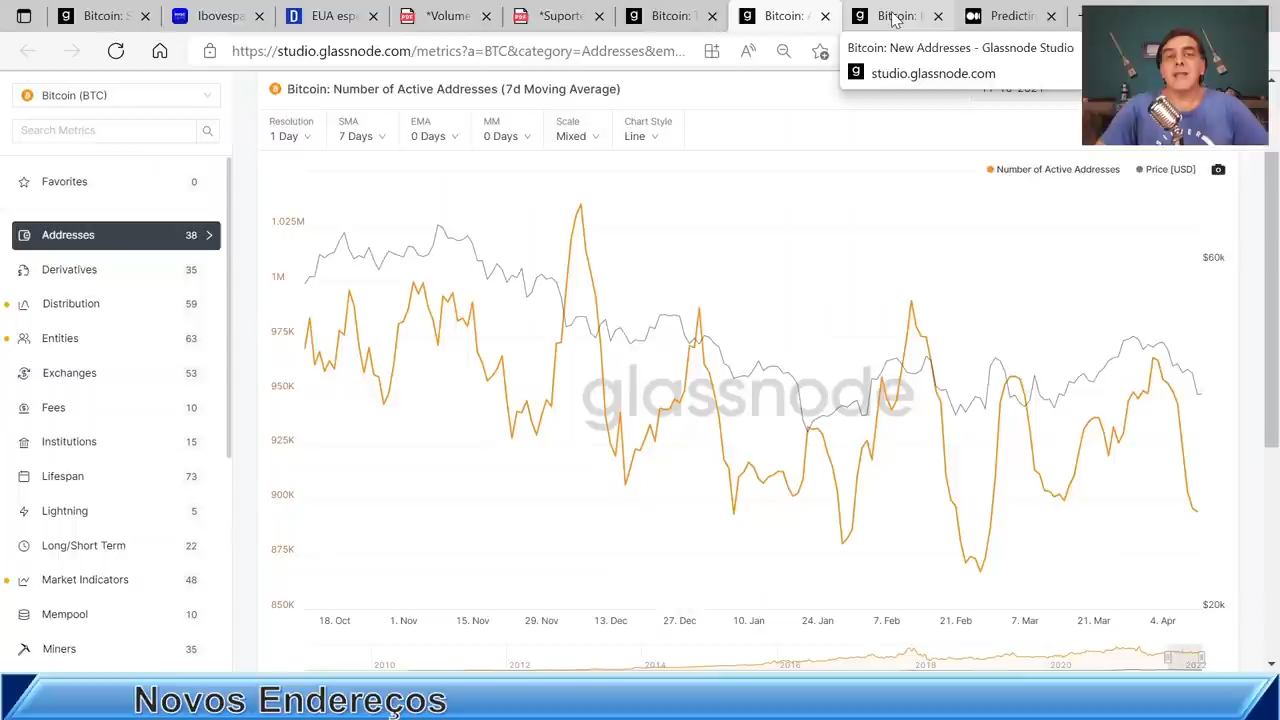 Bitcoin: S
Ibovespa
EUA esp
*Volume
*Suporte
Bitcoin: T
Bitcoin: A
Bitcoin:
Predictin
https://studio.glassnode.com/metrics?a=BTC&category=Addresses&em...
Bitcoin: New Addresses - Glassnode Studio
studio.glassnode.com
Bitcoin (BTC)
Search Metrics
Favorites 0
Addresses 38
Derivatives 35
Distribution 59
Entities 63
Exchanges 53
Fees 10
Institutions 15
Lifespan 73
Lightning 5
Long/Short Term 22
Market Indicators 48
Mempool 10
Miners 35
Bitcoin: Number of Active Addresses (7d Moving Average)
Resolution
1 Day
SMA
7 Days
EMA
0 Days
MM
0 Days
Scale
Mixed
Chart Style
Line
Number of Active Addresses
Price [USD]
1.025M
1M
975K
950K
925K
900K
875K
850K
$60k
$20k
glassnode
18. Oct
1. Nov
15. Nov
29. Nov
13. Dec
27. Dec
10. Jan
24. Jan
7. Feb
21. Feb
7. Mar
21. Mar
4. Apr
2010
2012
2014
2016
2018
2020
2022
Novos Endereços